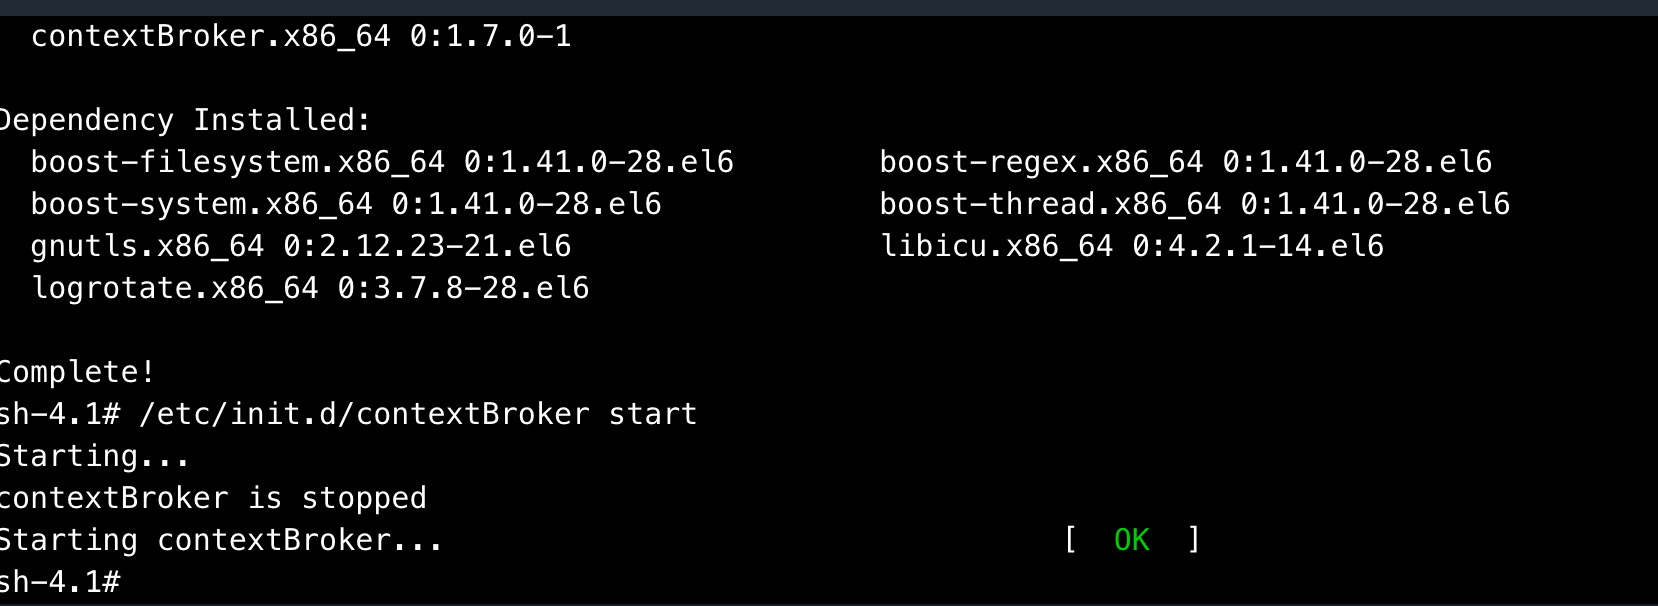 contextBroker.x86_64 0:1.7.0-1
Dependency Installed:
boost-filesystem.x86_64 0:1.41.0-28.el6 boost-regex.x86_64 0:1.41.0-28.el6
boost-system.x86_64 0:1.41.0-28.el6 boost-thread.x86_64 0:1.41.0-28.el6
gnutls.x86_64 0:2.12.23-21.el6 libicu.x86_64 0:4.2.1-14.el6
logrotate.x86_64 0:3.7.8-28.el6
Complete!
sh-4.1# /etc/init.d/contextBroker start
Starting...
contextBroker is stopped
Starting contextBroker... [ OK ]
sh-4.1#